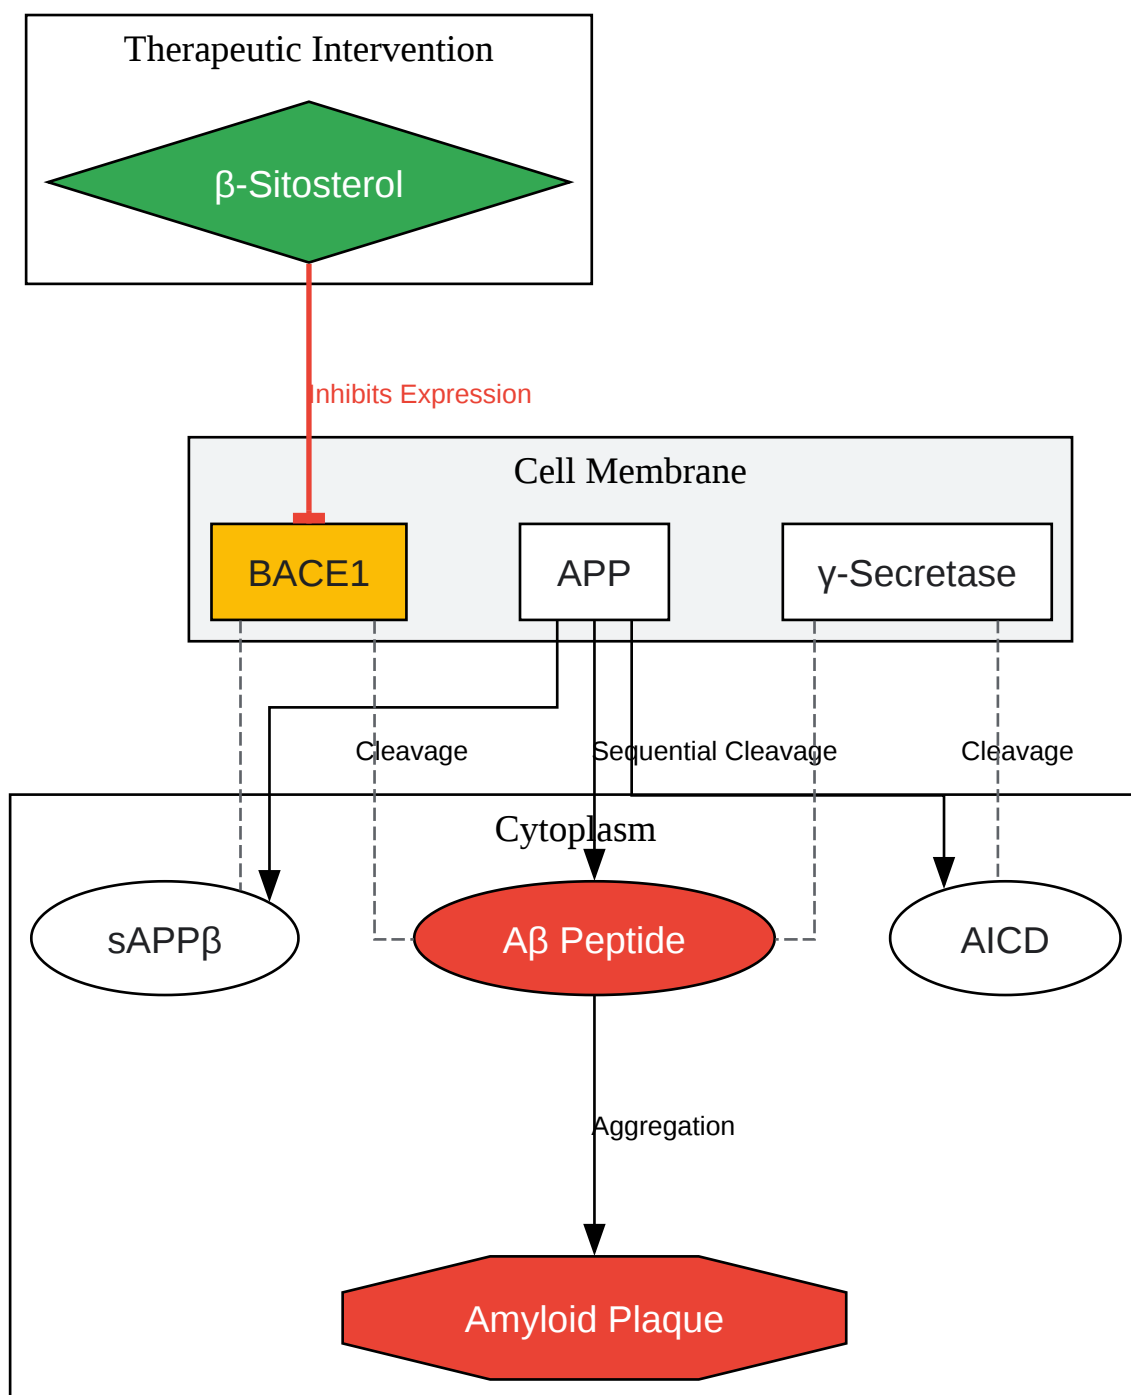 Therapeutic Intervention
β-Sitosterol
Inhibits Expression
Cell Membrane
BACE1
APP
γ-Secretase
Cleavage
Sequential Cleavage
Cleavage
Cytoplasm
sAPPβ
Aβ Peptide
AICD
Aggregation
Amyloid Plaque